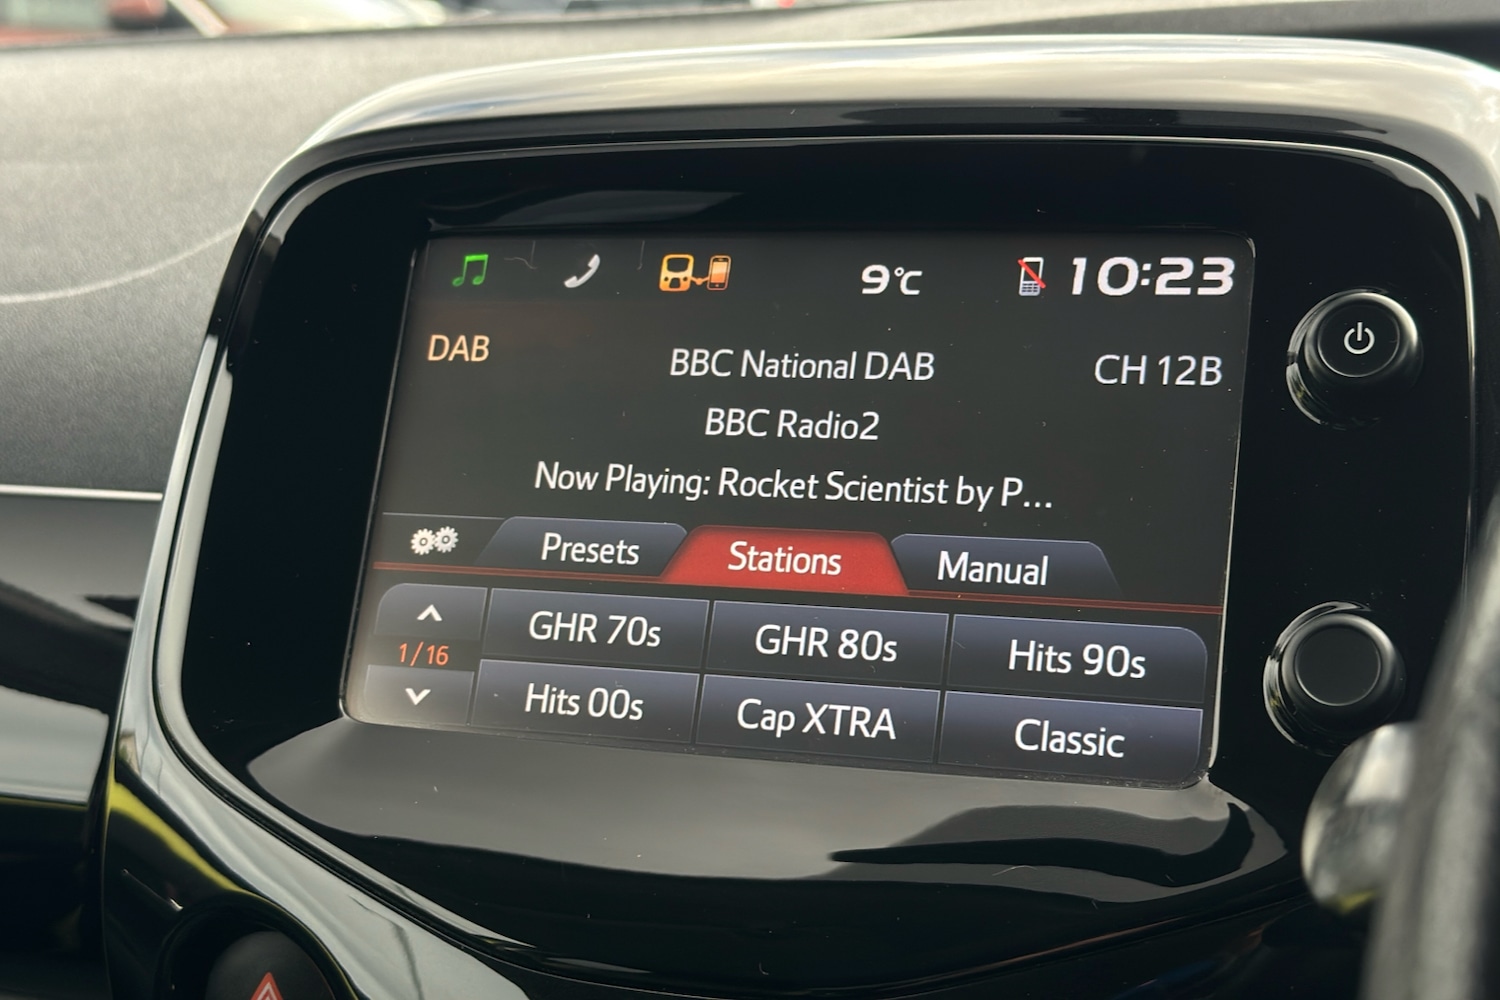 9°C
10:23
DAB
BBC National DAB
CH 12B
BBC Radio2
Now Playing: Rocket Scientist by P...
Presets
Stations
Manual
1/16
GHR 70s
GHR 80s
Hits 90s
Hits 00s
Cap XTRA
Classic